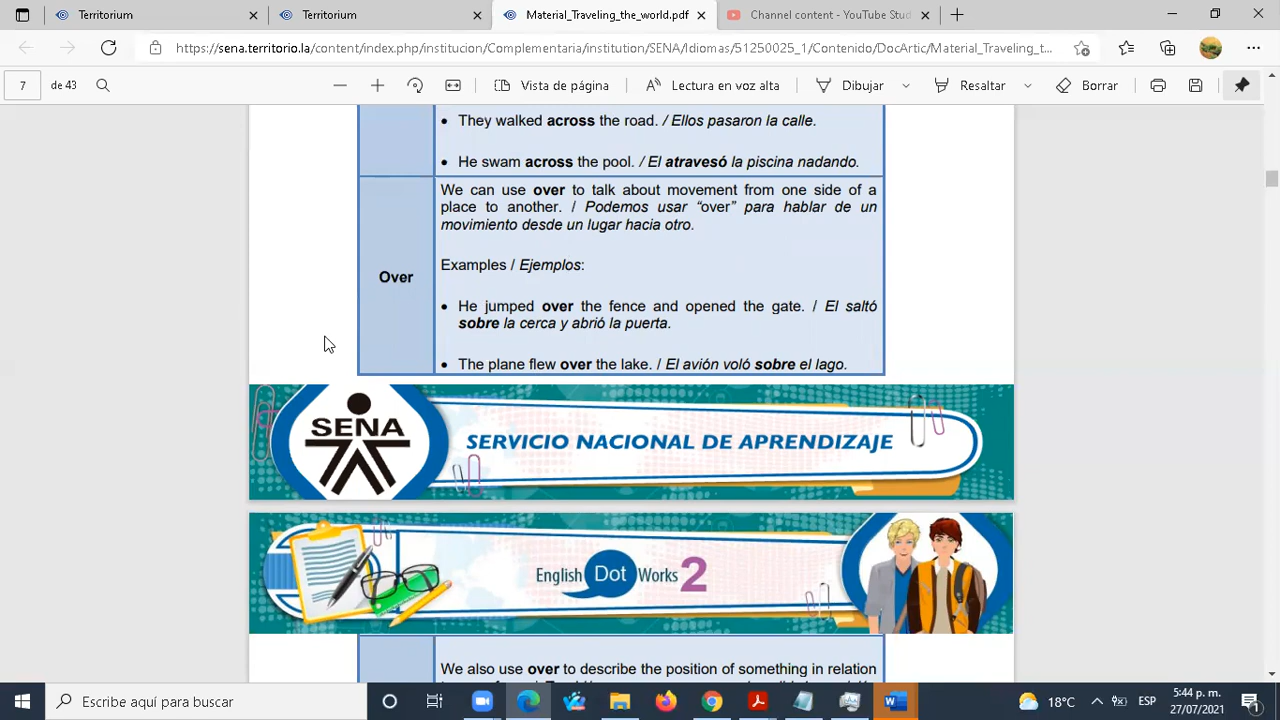 Territorium
Territorium
Material_Traveling_the_world.pdf
Channel content - YouTube Stud
https://sena.territorio.la/content/index.php/institucion/Complementaria/institution/SENA/Idiomas/51250025_1/Contenido/DocArtic/Material_Traveling_t...
7 de 43
Vista de página
Lectura en voz alta
Dibujar
Resaltar
Borrar
• They walked across the road. / Ellos pasaron la calle.
• He swam across the pool. / El atravesó la piscina nadando.
Over
We can use over to talk about movement from one side of a
place to another. / Podemos usar “over” para hablar de un
movimiento desde un lugar hacia otro.
Examples / Ejemplos:
• He jumped over the fence and opened the gate. / El saltó
sobre la cerca y abrió la puerta.
• The plane flew over the lake. / El avión voló sobre el lago.
SENA
SERVICIO NACIONAL DE APRENDIZAJE
English Dot Works 2
We also use over to describe the position of something in relation
Escribe aquí para buscar
18°C
ESP
5:44 p. m.
27/07/2021